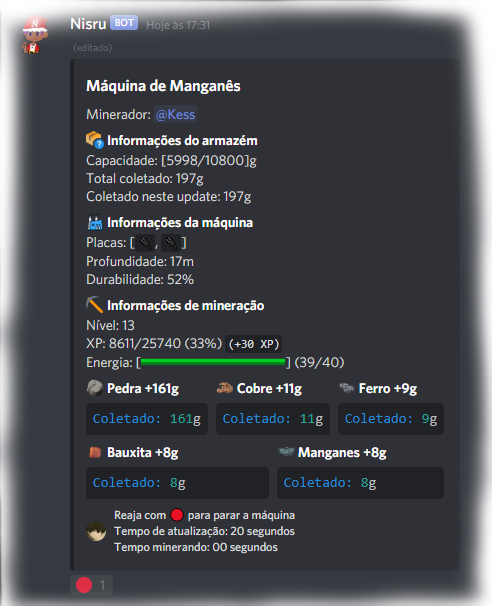 Nisru BOT Hoje às 17:31
(editado)
Máquina de Manganês
Minerador: @Kess
Informações do armazém
Capacidade: [5998/10800]g
Total coletado: 197g
Coletado neste update: 197g
Informações da máquina
Placas: [ , ]
Profundidade: 17m
Durabilidade: 52%
Informações de mineração
Nível: 13
XP: 8611/25740 (33%) (+30 XP)
Energia: [ ] (39/40)
Pedra +161g Cobre +11g Ferro +9g
Coletado: 161g Coletado: 11g Coletado: 9g
Bauxita +8g Manganes +8g
Coletado: 8g Coletado: 8g
Reaja com 🔴 para parar a máquina
Tempo de atualização: 20 segundos
Tempo minerando: 00 segundos
1